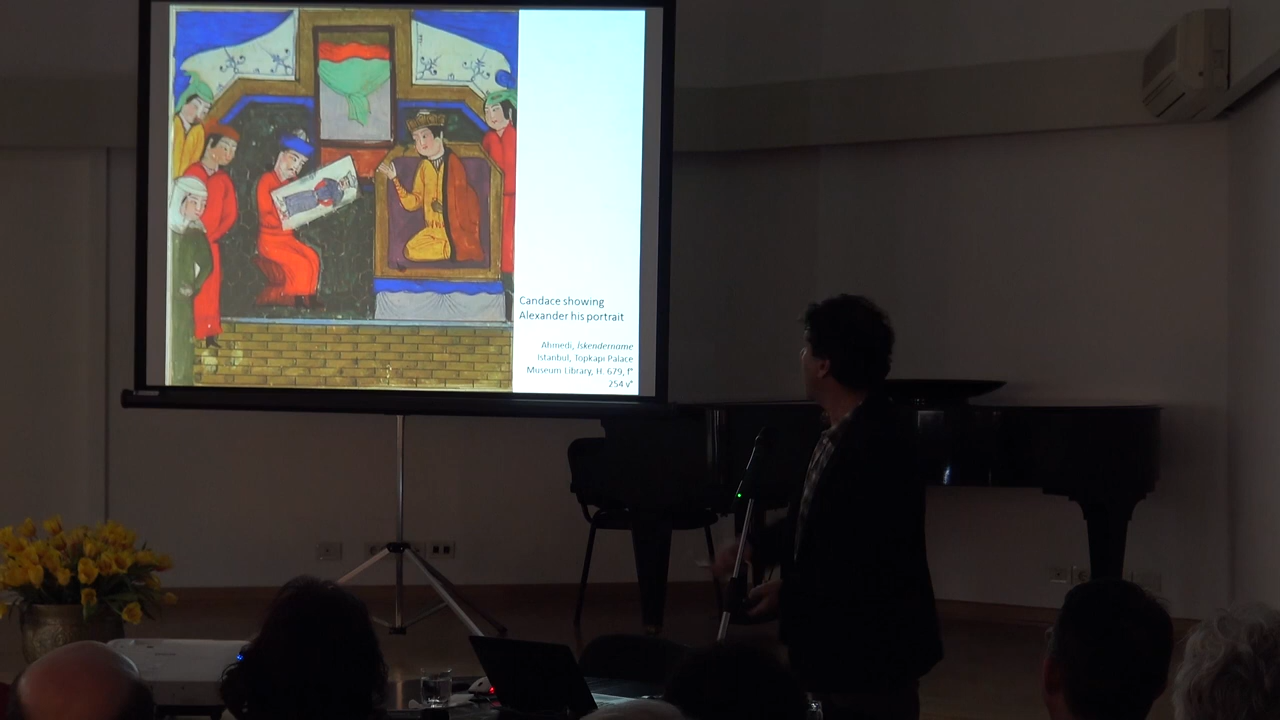 Candace showing
Alexander his portrait
Ahmedi, Iskendername
Istanbul, Topkapi Palace
Museum Library, H. 679, f°
254 v°